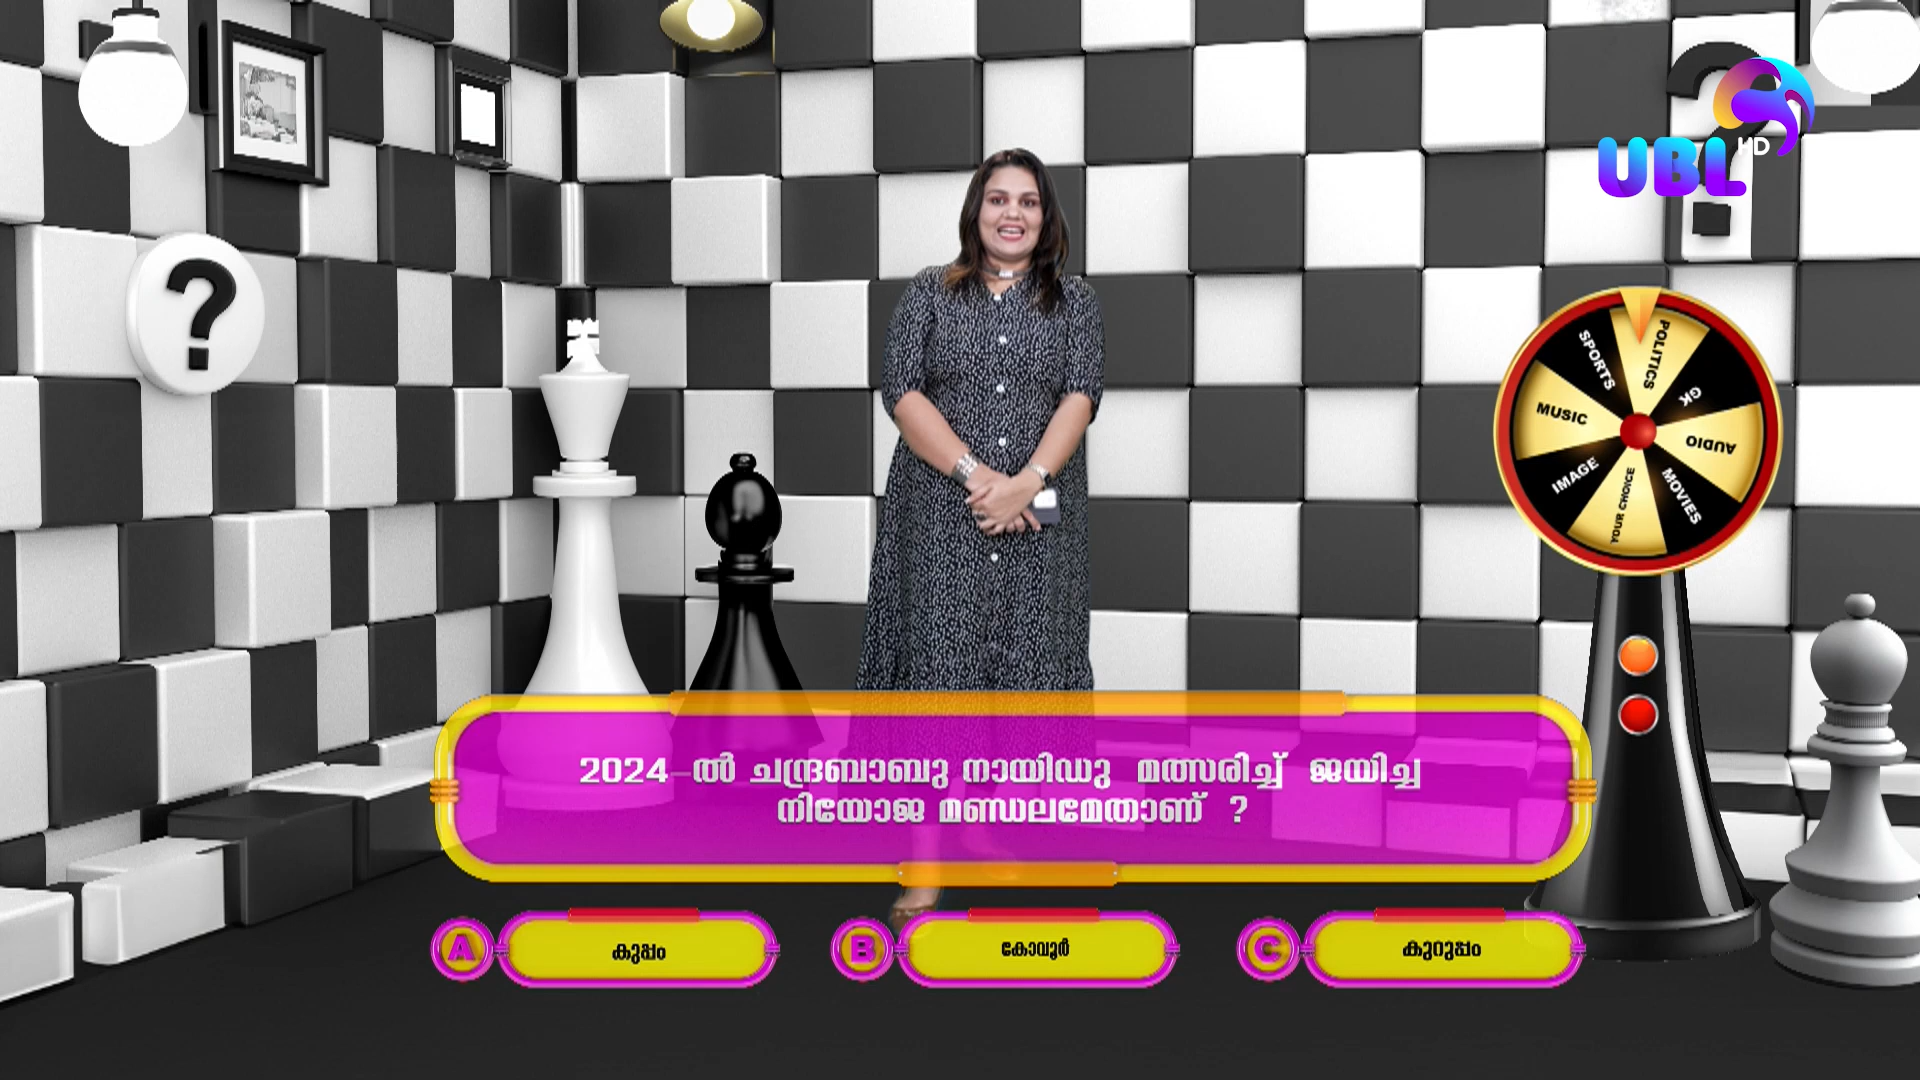 UBL HD
?
SPORTS
POLITICS
GK
AUDIO
MOVIES
YOUR CHOICE
IMAGE
MUSIC
2024-ൽ ചന്ദ്രബാബു നായിഡു മത്സരിച്ച് ജയിച്ച
നിയോജ മണ്ഡലമേതാണ് ?
A കുപ്പം
B കോവൂർ
C കുറുപ്പം